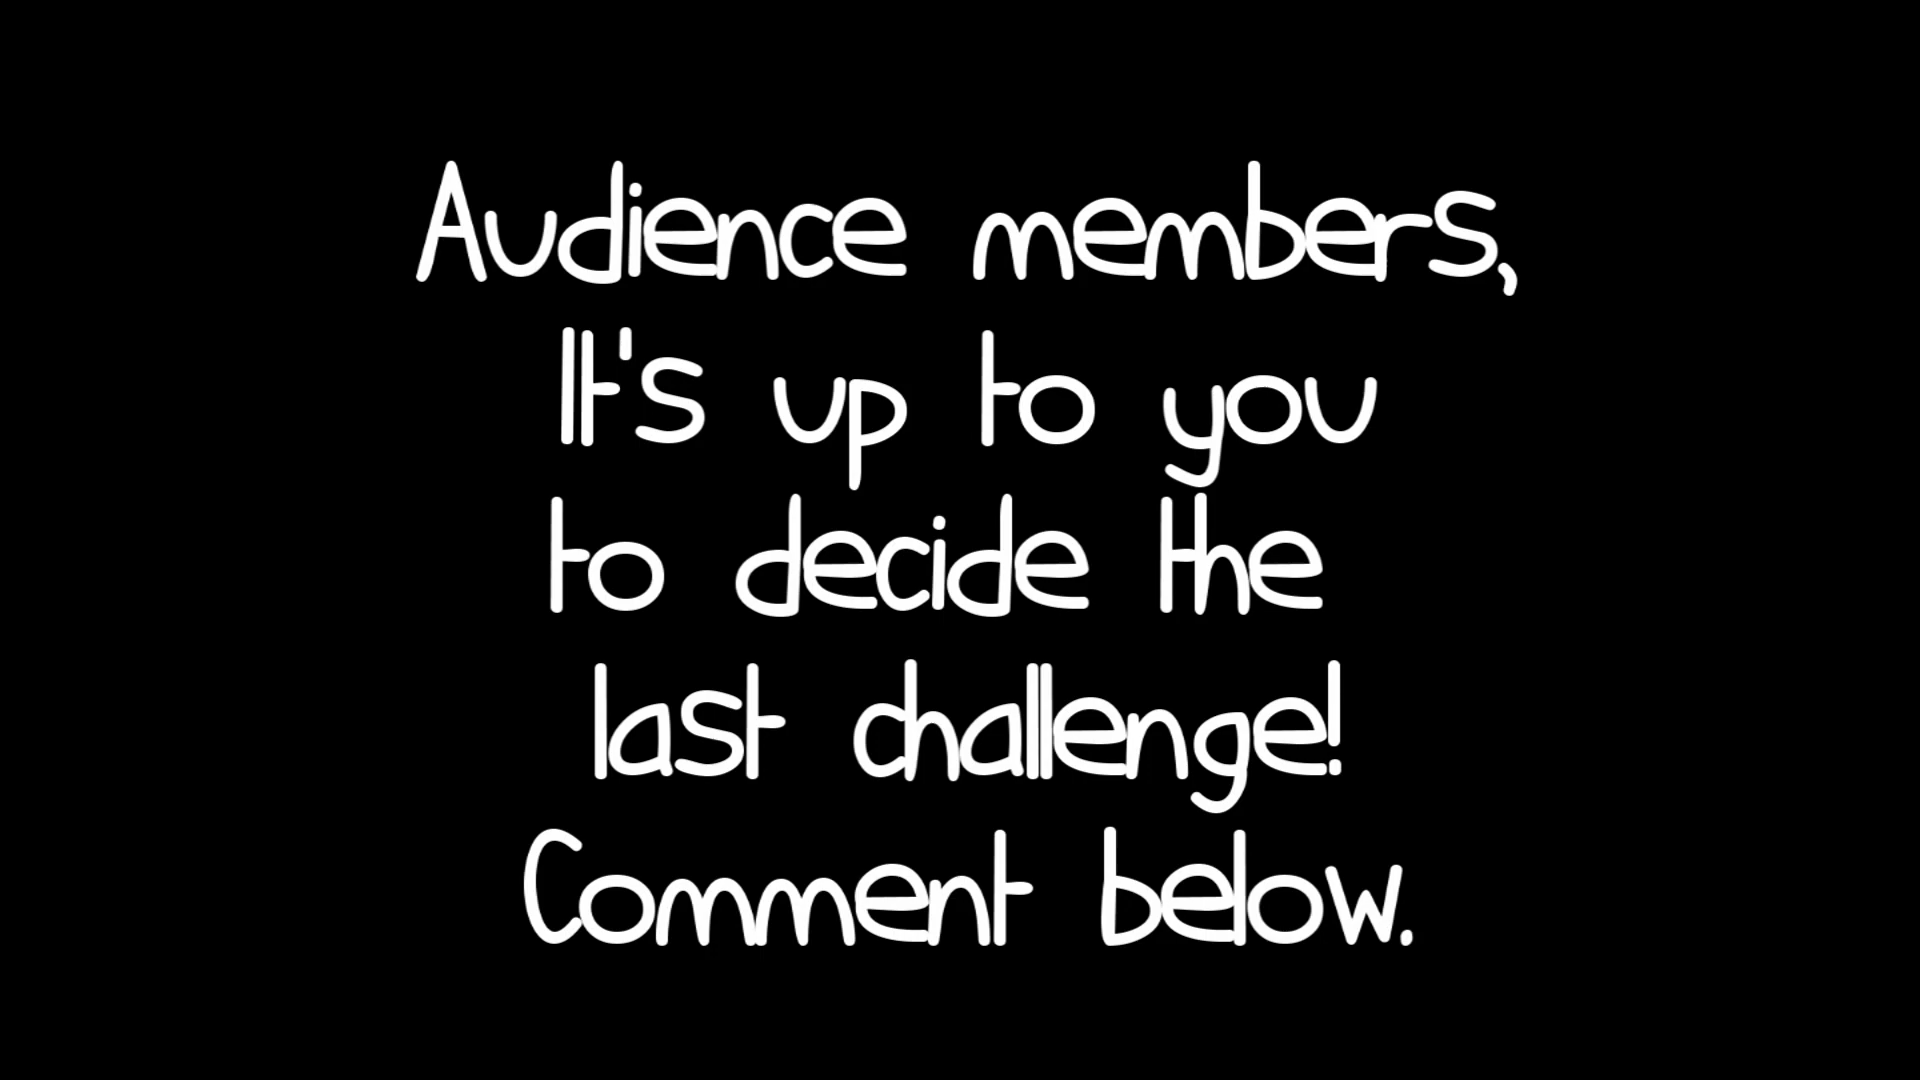 Audience members,
It's up to you
to decide the
last challenge!
Comment below.